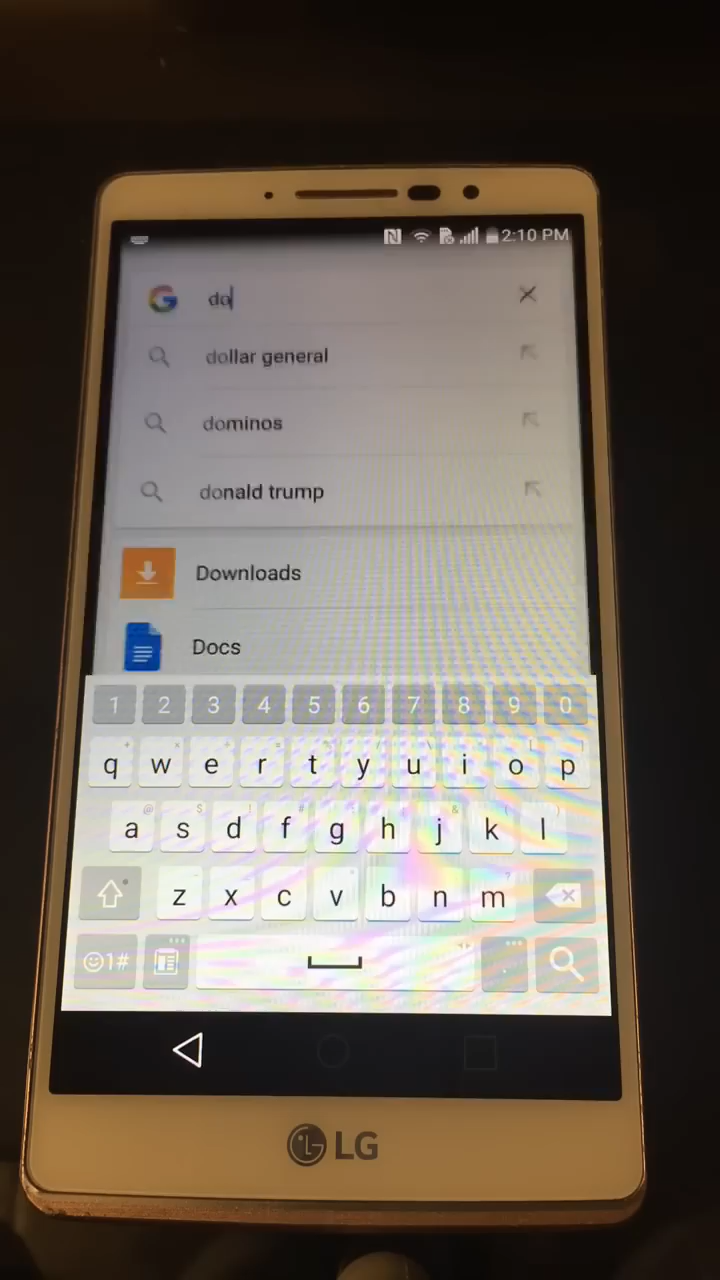 2:10 PM
do
dollar general
dominos
donald trump
Downloads
Docs
1 2 3 4 5 6 7 8 9 0
q w e r t y u i o p
a s d f g h j k l
z x c v b n m
1# .
LG